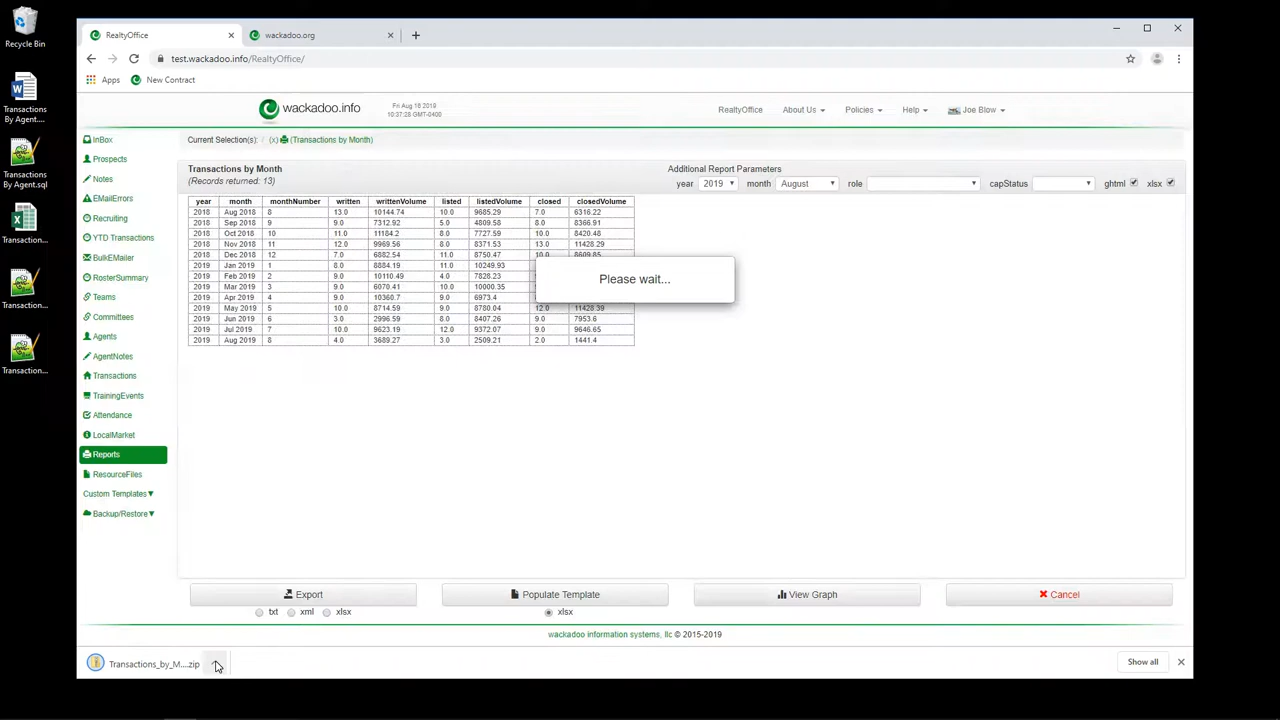 Recycle Bin
Transactions By Agent....
Transactions By Agent.sql
Transaction...
Transaction...
Transaction...
RealtyOffice
wackadoo.org
test.wackadoo.info/RealtyOffice/
Apps
New Contract
wackadoo.info
Fri Aug 16 2019
10:37:28 GMT-0400
RealtyOffice About Us Policies Help Joe Blow
InBox
Prospects
Notes
EMailErrors
Recruiting
YTD Transactions
BulkEMailer
RosterSummary
Teams
Committees
Agents
AgentNotes
Transactions
TrainingEvents
Attendance
LocalMarket
Reports
ResourceFiles
Custom Templates▼
Backup/Restore▼
Current Selection(s): / (x) (Transactions by Month)
Transactions by Month
(Records returned: 13)
Additional Report Parameters
year 2019 month August role capStatus ghtml xlsx
year month monthNumber written writtenVolume listed listedVolume closed closedVolume
2018 Aug 2018 8 13.0 10144.74 10.0 9685.29 7.0 6316.22
2018 Sep 2018 9 9.0 7312.92 5.0 4809.58 8.0 8366.91
2018 Oct 2018 10 11.0 11184.2 8.0 7727.59 10.0 8420.48
2018 Nov 2018 11 12.0 9969.56 8.0 8371.53 13.0 11428.29
2018 Dec 2018 12 7.0 6882.54 11.0 8750.47 10.0 8609.85
2019 Jan 2019 1 8.0 8884.19 11.0 10249.93
2019 Feb 2019 2 9.0 10110.49 4.0 7828.23
2019 Mar 2019 3 9.0 6070.41 10.0 10000.35
2019 Apr 2019 4 9.0 10360.7 9.0 6973.4
2019 May 2019 5 10.0 8714.59 9.0 8780.04 12.0 11428.39
2019 Jun 2019 6 3.0 2996.59 8.0 8407.26 9.0 7953.6
2019 Jul 2019 7 10.0 9623.19 12.0 9372.07 9.0 9646.65
2019 Aug 2019 8 4.0 3689.27 3.0 2509.21 2.0 1441.4
Please wait...
Export
Populate Template
View Graph
Cancel
txt xml xlsx
xlsx
wackadoo information systems, llc © 2015-2019
Transactions_by_M....zip
Show all